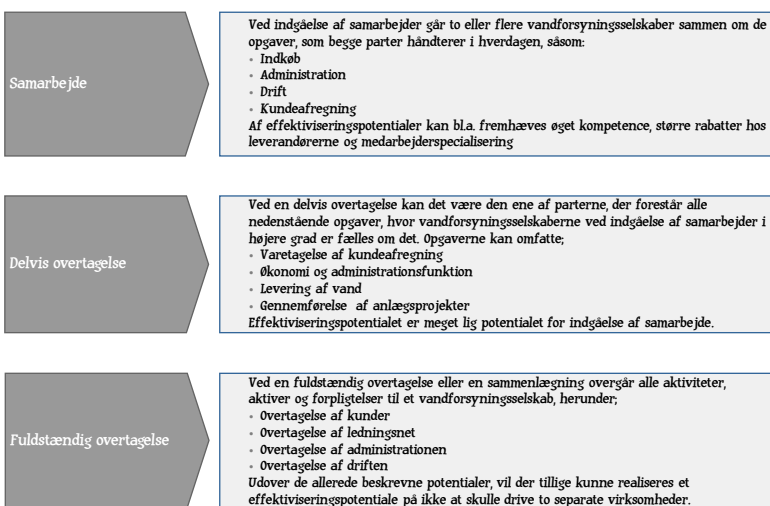 Samarbejde
Ved indgåelse af samarbejder går to eller flere vandforsyningsselskaber sammen om de
opgaver, som begge parter håndterer i hverdagen, såsom:
• Indkøb
• Administration
• Drift
• Kundeafregning
Af effektiviseringspotentialer kan bl.a. fremhæves øget kompetence, større rabatter hos
leverandørerne og medarbejderspecialisering
Delvis overtagelse
Ved en delvis overtagelse kan det være den ene af parterne, der forestår alle
nedenstående opgaver, hvor vandforsyningsselskaberne ved indgåelse af samarbejder i
højere grad er fælles om det. Opgaverne kan omfatte;
• Varetagelse af kundeafregning
• Økonomi og administrationsfunktion
• Levering af vand
• Gennemførelse af anlægsprojekter
Effektiviseringspotentialet er meget lig potentialet for indgåelse af samarbejde.
Fuldstændig overtagelse
Ved en fuldstændig overtagelse eller en sammenlægning overgår alle aktiviteter,
aktiver og forpligtelser til et vandforsyningsselskab, herunder;
• Overtagelse af kunder
• Overtagelse af ledningsnet
• Overtagelse af administrationen
• Overtagelse af driften
Udover de allerede beskrevne potentialer, vil der tillige kunne realiseres et
effektiviseringspotentiale på ikke at skulle drive to separate virksomheder.